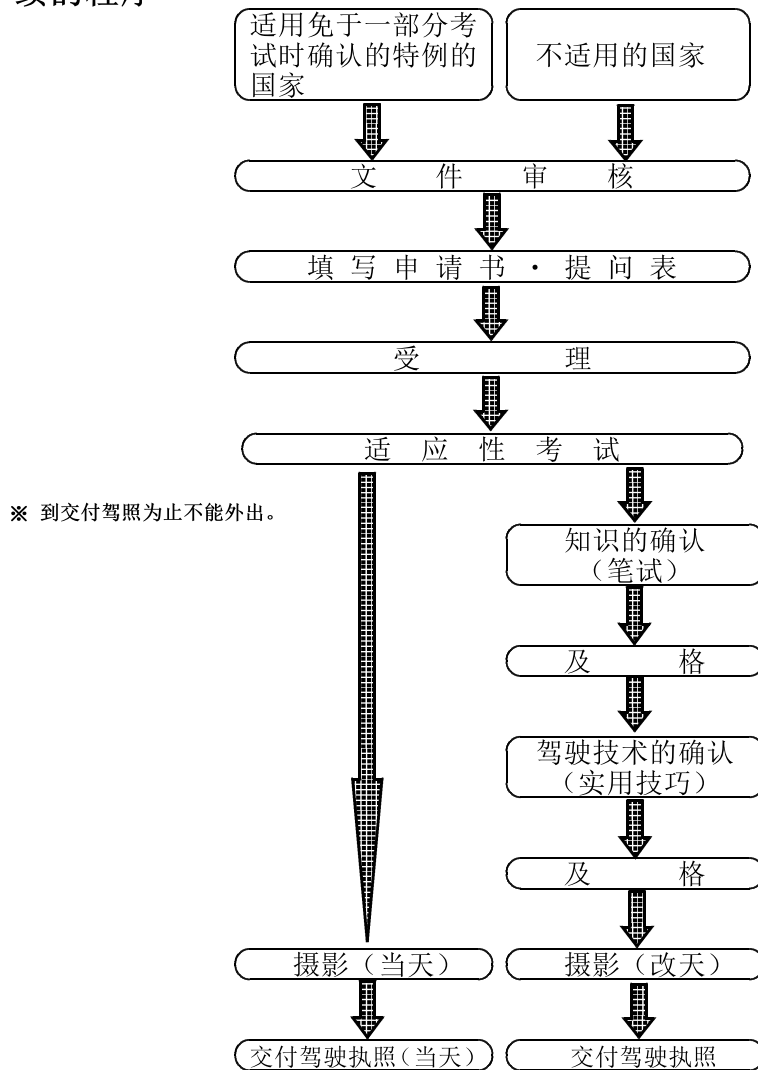 适用免于一部分考
试时确认的特例的
国家
不适用的国家
文件审核
填写申请书·提问表
受理
适应性考试
※ 到交付驾照为止不能外出。
知识的确认
（笔试）
及格
驾驶技术的确认
（实用技巧）
及格
摄影（当天）
摄影（改天）
交付驾驶执照（当天）
交付驾驶执照